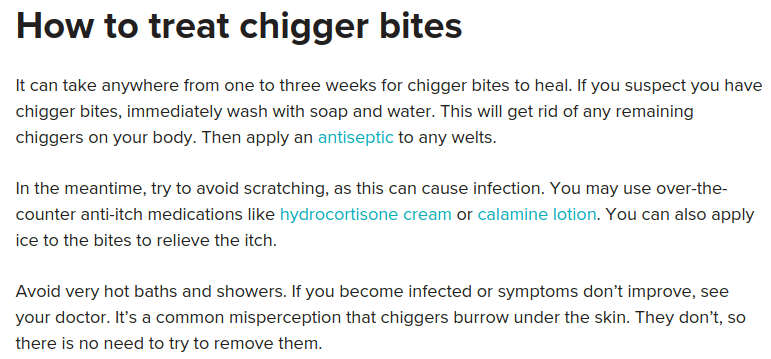 How to treat chigger bites
It can take anywhere from one to three weeks for chigger bites to heal. If you suspect you have
chigger bites, immediately wash with soap and water. This will get rid of any remaining
chiggers on your body. Then apply an antiseptic to any welts.
In the meantime, try to avoid scratching, as this can cause infection. You may use over-the-
counter anti-itch medications like hydrocortisone cream or calamine lotion. You can also apply
ice to the bites to relieve the itch.
Avoid very hot baths and showers. If you become infected or symptoms don’t improve, see
your doctor. It’s a common misperception that chiggers burrow under the skin. They don’t, so
there is no need to try to remove them.